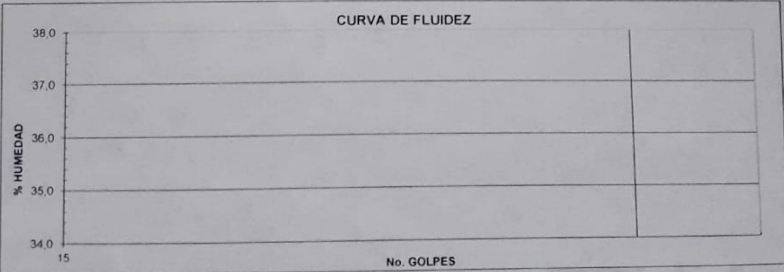 CURVA DE FLUIDEZ
38,0
37,0
36,0
35,0
34,0
% HUMEDAD
15
No. GOLPES